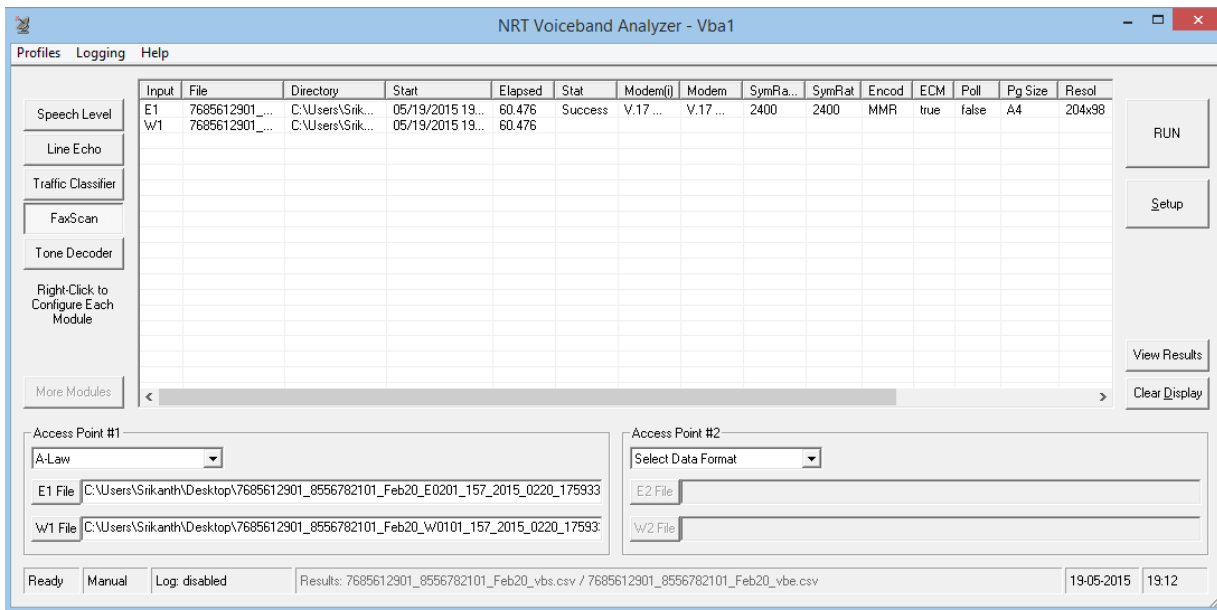 NRT Voiceband Analyzer - Vba1
Profiles Logging Help
Input File Directory Start Elapsed Stat Modem(i) Modem SymRa... SymRat Encod ECM Poll Pg Size Resol
E1 7685612901_... C:\Users\Srik... 05/19/2015 19... 60.476 Success V.17 ... V.17 ... 2400 2400 MMR true false A4 204x98
W1 7685612901_... C:\Users\Srik... 05/19/2015 19... 60.476
Speech Level
Line Echo
Traffic Classifier
FaxScan
Tone Decoder
Right-Click to
Configure Each
Module
More Modules
RUN
Setup
View Results
Clear Display
Access Point #1
A-Law
E1 File C:\Users\Srikanth\Desktop\7685612901_8556782101_Feb20_E0201_157_2015_0220_175933
W1 File C:\Users\Srikanth\Desktop\7685612901_8556782101_Feb20_W0101_157_2015_0220_17593
Access Point #2
Select Data Format
E2 File
W2 File
Ready Manual Log: disabled Results: 7685612901_8556782101_Feb20_vbs.csv / 7685612901_8556782101_Feb20_vbe.csv 19-05-2015 19:12